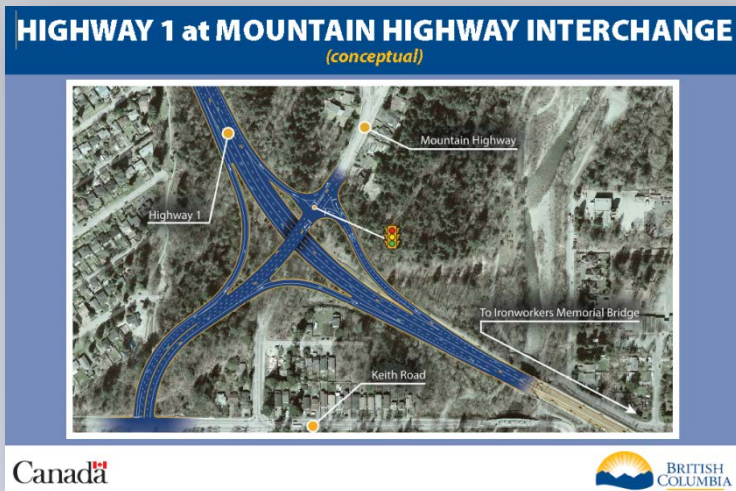 HIGHWAY 1 at MOUNTAIN HIGHWAY INTERCHANGE
(conceptual)
Mountain Highway
Highway 1
To Ironworkers Memorial Bridge
Keith Road
Canada
BRITISH
COLUMBIA